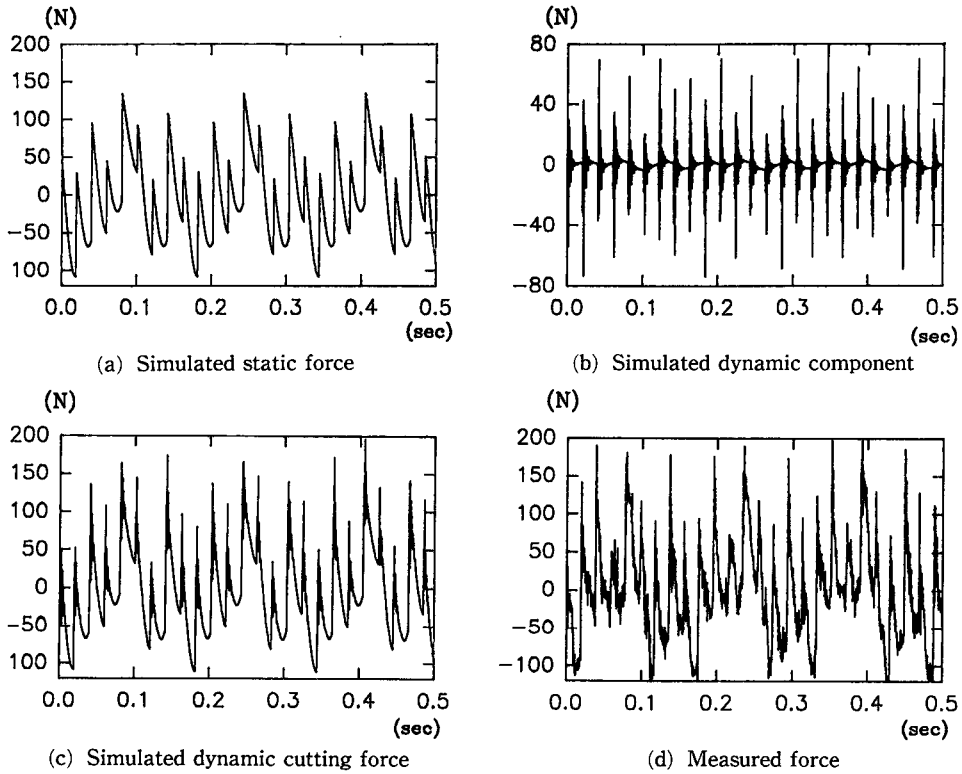 (N)
200
150
100
50
0
−50
100
0.0 0.1 0.2 0.3 0.4 0.5
(sec)
(a) Simulated static force
(N)
80
40
0
−40
−80
0.0 0.1 0.2 0.3 0.4 0.5
(sec)
(b) Simulated dynamic component
(N)
200
150
100
50
0
−50
100
0.0 0.1 0.2 0.3 0.4 0.5
(sec)
(c) Simulated dynamic cutting force
(N)
200
150
100
50
0
−50
−100
0.0 0.1 0.2 0.3 0.4 0.5
(sec)
(d) Measured force